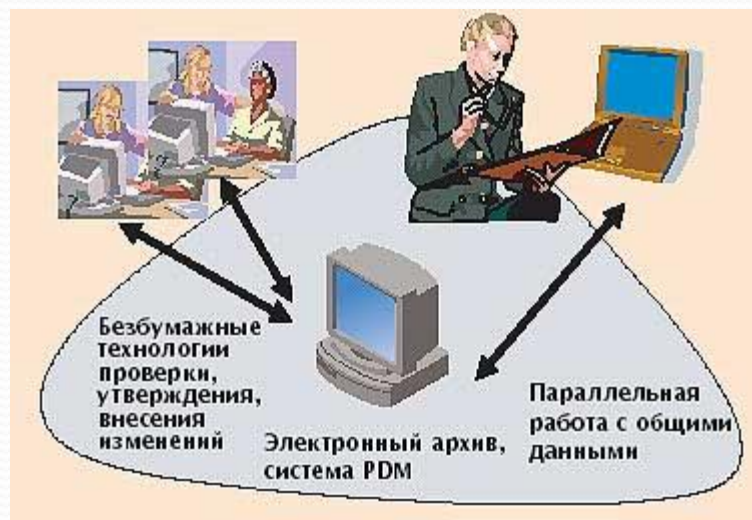 Безбумажные
технологии
проверки,
утверждения,
внесения
изменений
Электронный архив,
система PDM
Параллельная
работа с общими
данными